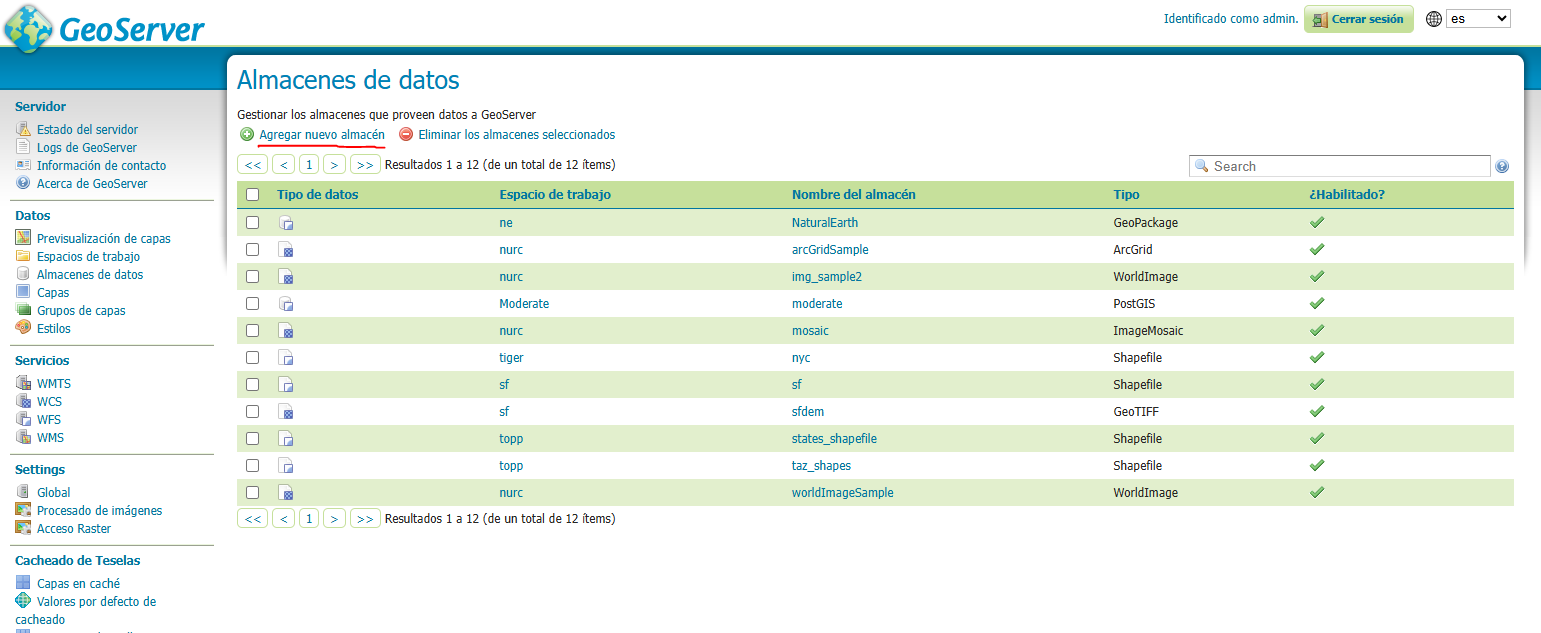 GeoServer
Identificado como admin. Cerrar sesión es
Almacenes de datos
Gestionar los almacenes que proveen datos a GeoServer
Agregar nuevo almacén Eliminar los almacenes seleccionados
<< < 1 > >> Resultados 1 a 12 (de un total de 12 ítems) Search
Tipo de datos Espacio de trabajo Nombre del almacén Tipo ¿Habilitado?
ne NaturalEarth GeoPackage
nurc arcGridSample ArcGrid
nurc img_sample2 WorldImage
Moderate moderate PostGIS
nurc mosaic ImageMosaic
tiger nyc Shapefile
sf sf Shapefile
sf sfdem GeoTIFF
topp states_shapefile Shapefile
topp taz_shapes Shapefile
nurc worldImageSample WorldImage
<< < 1 > >> Resultados 1 a 12 (de un total de 12 ítems)
Servidor
Estado del servidor
Logs de GeoServer
Información de contacto
Acerca de GeoServer
Datos
Previsualización de capas
Espacios de trabajo
Almacenes de datos
Capas
Grupos de capas
Estilos
Servicios
WMTS
WCS
WFS
WMS
Settings
Global
Procesado de imágenes
Acceso Raster
Cacheado de Teselas
Capas en caché
Valores por defecto de
cacheado